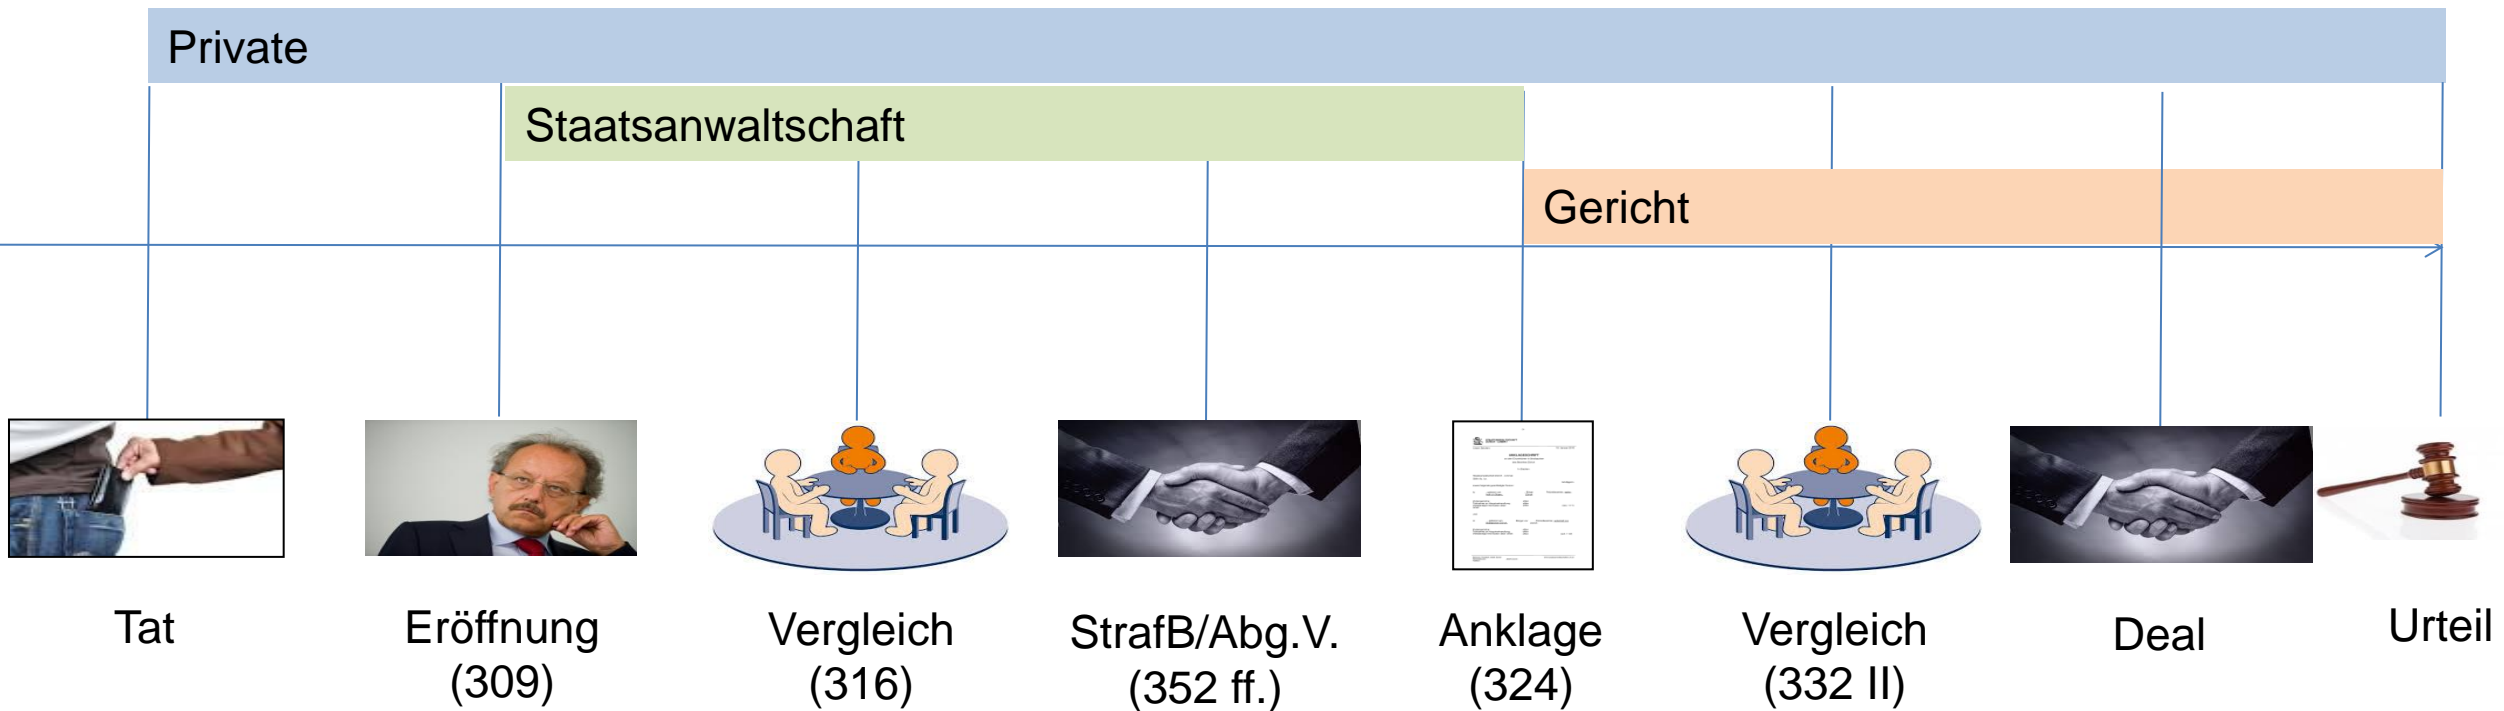 Private
Staatsanwaltschaft
Gericht
Tat
Eröffnung
(309)
Vergleich
(316)
StrafB/Abg.V.
(352 ff.)
Anklage
(324)
Vergleich
(332 II)
Deal
Urteil